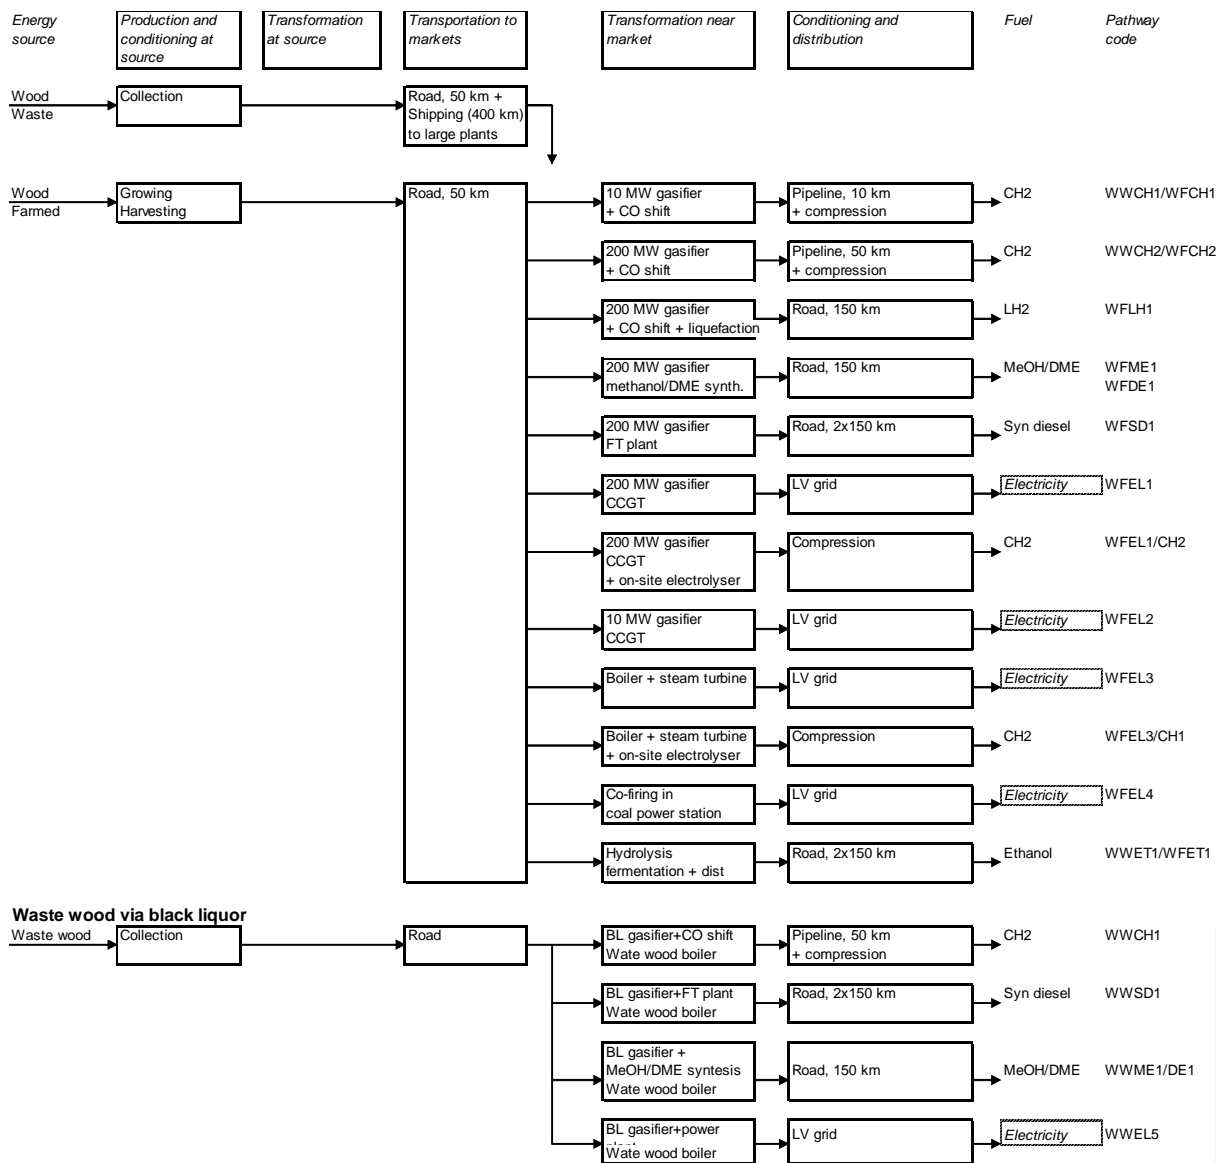 Energy source
Production and conditioning at source
Transformation at source
Transportation to markets
Transformation near market
Conditioning and distribution
Fuel
Pathway code
Wood
Waste
Collection
Road, 50 km +
Shipping (400 km)
to large plants
Wood
Farmed
Growing
Harvesting
Road, 50 km
10 MW gasifier
+ CO shift
Pipeline, 10 km
+ compression
CH2
WWCH1/WFCH1
200 MW gasifier
+ CO shift
Pipeline, 50 km
+ compression
CH2
WWCH2/WFCH2
200 MW gasifier
+ CO shift + liquefaction
Road, 150 km
LH2
WFLH1
200 MW gasifier
methanol/DME synth.
Road, 150 km
MeOH/DME
WFME1
WFDE1
200 MW gasifier
FT plant
Road, 2x150 km
Syn diesel
WFSD1
200 MW gasifier
CCGT
LV grid
Electricity
WFEL1
200 MW gasifier
CCGT
+ on-site electrolyser
Compression
CH2
WFEL1/CH2
10 MW gasifier
CCGT
LV grid
Electricity
WFEL2
Boiler + steam turbine
LV grid
Electricity
WFEL3
Boiler + steam turbine
+ on-site electrolyser
Compression
CH2
WFEL3/CH1
Co-firing in
coal power station
LV grid
Electricity
WFEL4
Hydrolysis
fermentation + dist
Road, 2x150 km
Ethanol
WWET1/WFET1
Waste wood via black liquor
Waste wood
Collection
Road
BL gasifier+CO shift
Wate wood boiler
Pipeline, 50 km
+ compression
CH2
WWCH1
BL gasifier+FT plant
Wate wood boiler
Road, 2x150 km
Syn diesel
WWSD1
BL gasifier +
MeOH/DME syntesis
Wate wood boiler
Road, 150 km
MeOH/DME
WWME1/DE1
BL gasifier+power
Wate wood boiler
LV grid
Electricity
WWEL5